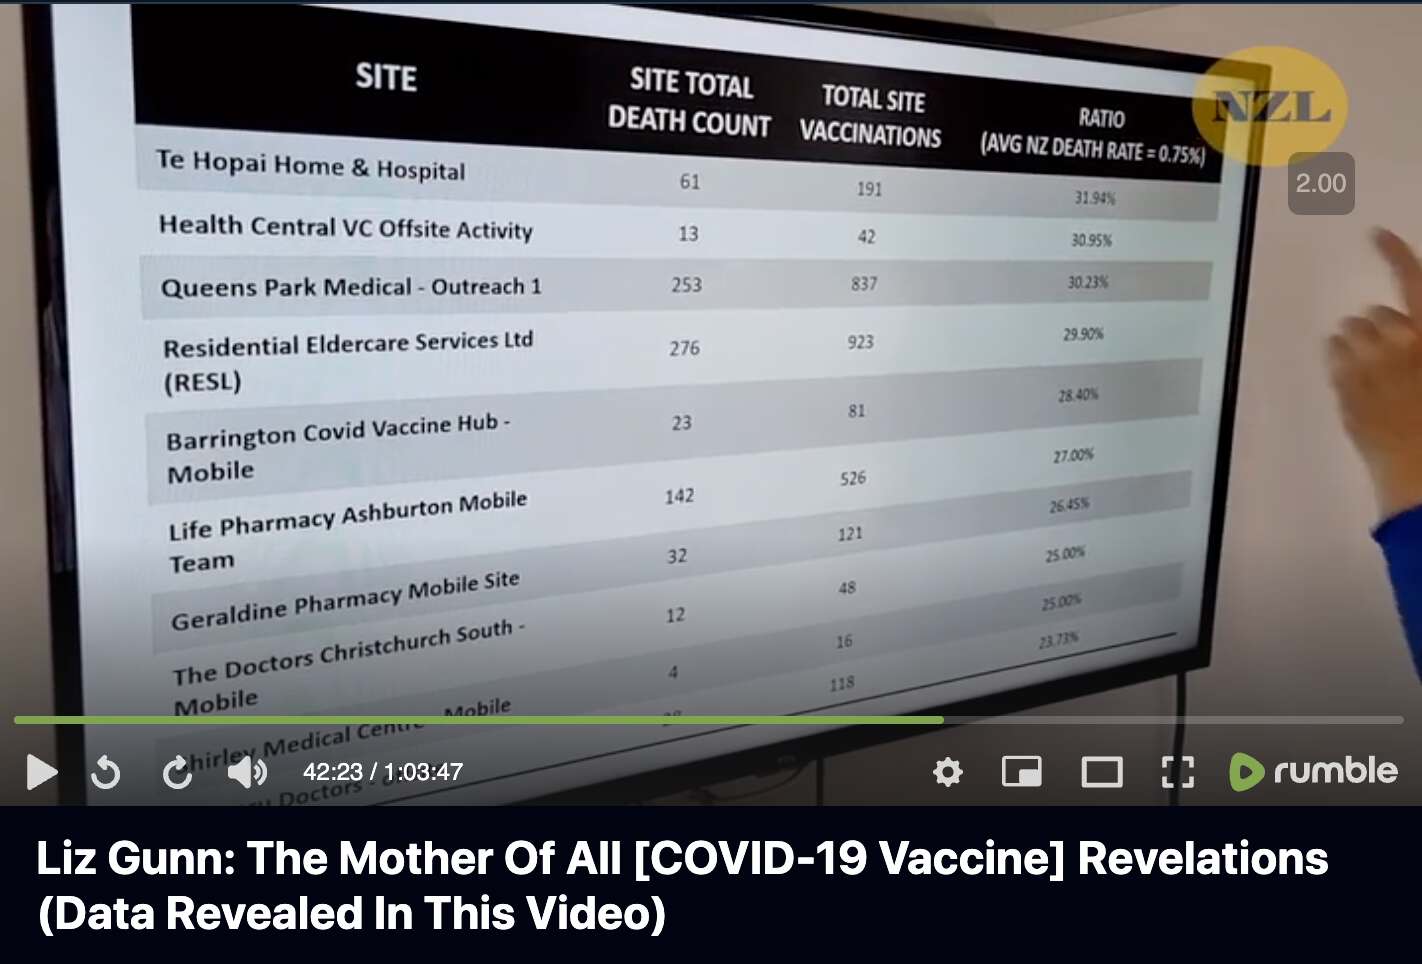 SITE
SITE TOTAL
DEATH COUNT
TOTAL SITE
VACCINATIONS
RATIO
(AVG NZ DEATH RATE = 0.75%)
NZL
2.00
Te Hopai Home & Hospital 61 191 31.94%
Health Central VC Offsite Activity 13 42 30.95%
Queens Park Medical - Outreach 1 253 837 30.23%
Residential Eldercare Services Ltd
(RESL) 276 923 29.90%
Barrington Covid Vaccine Hub -
Mobile 23 81 28.40%
Life Pharmacy Ashburton Mobile
Team 142 526 27.00%
Geraldine Pharmacy Mobile Site 32 121 26.45%
The Doctors Christchurch South -
Mobile 12 48 25.00%
Shirley Medical Mobile 4 16 25.00%
Doctors 118 23.73%
42:23 / 1:03:47
rumble
Liz Gunn: The Mother Of All [COVID-19 Vaccine] Revelations
(Data Revealed In This Video)